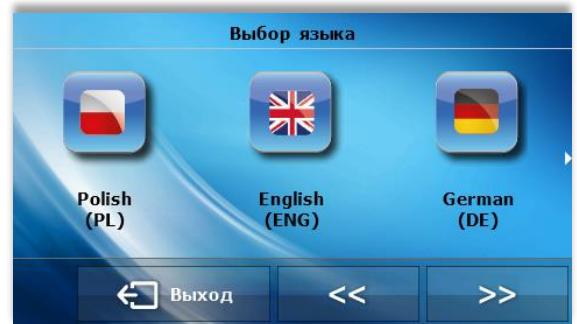 Выбор языка
Polish
(PL)
English
(ENG)
German
(DE)
Выход
<<
>>